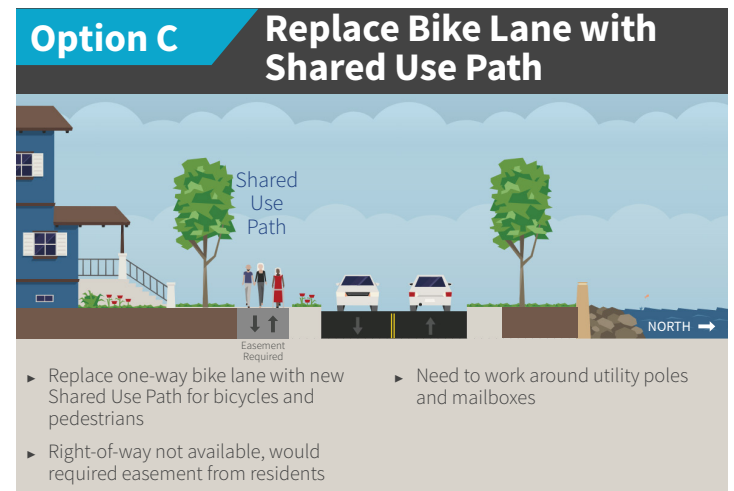 Option C
Replace Bike Lane with
Shared Use Path
Shared
Use
Path
Easement
Required
NORTH
► Replace one-way bike lane with new
Shared Use Path for bicycles and
pedestrians
► Right-of-way not available, would
required easement from residents
► Need to work around utility poles
and mailboxes